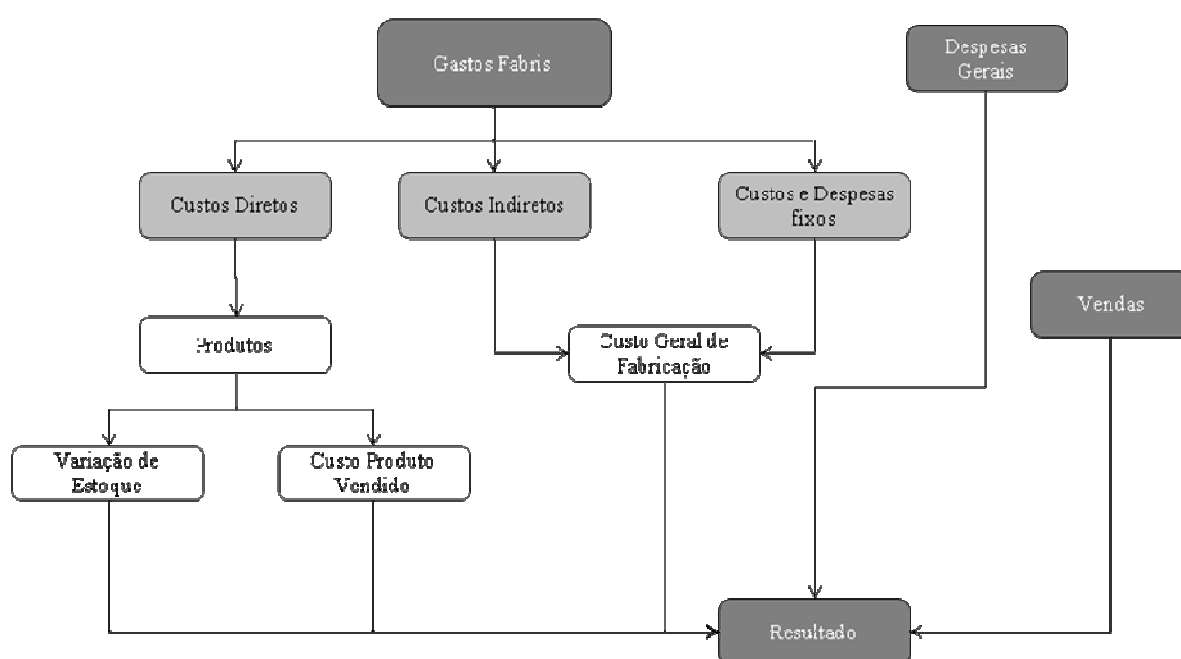 Gastos Fabris
Despesas
Gerais
Custos Diretos
Custos Indiretos
Custos e Despesas
fixos
Vendas
Produtos
Custo Geral de
Fabricação
Variação de
Estoque
Custo Produto
Vendido
Resultado